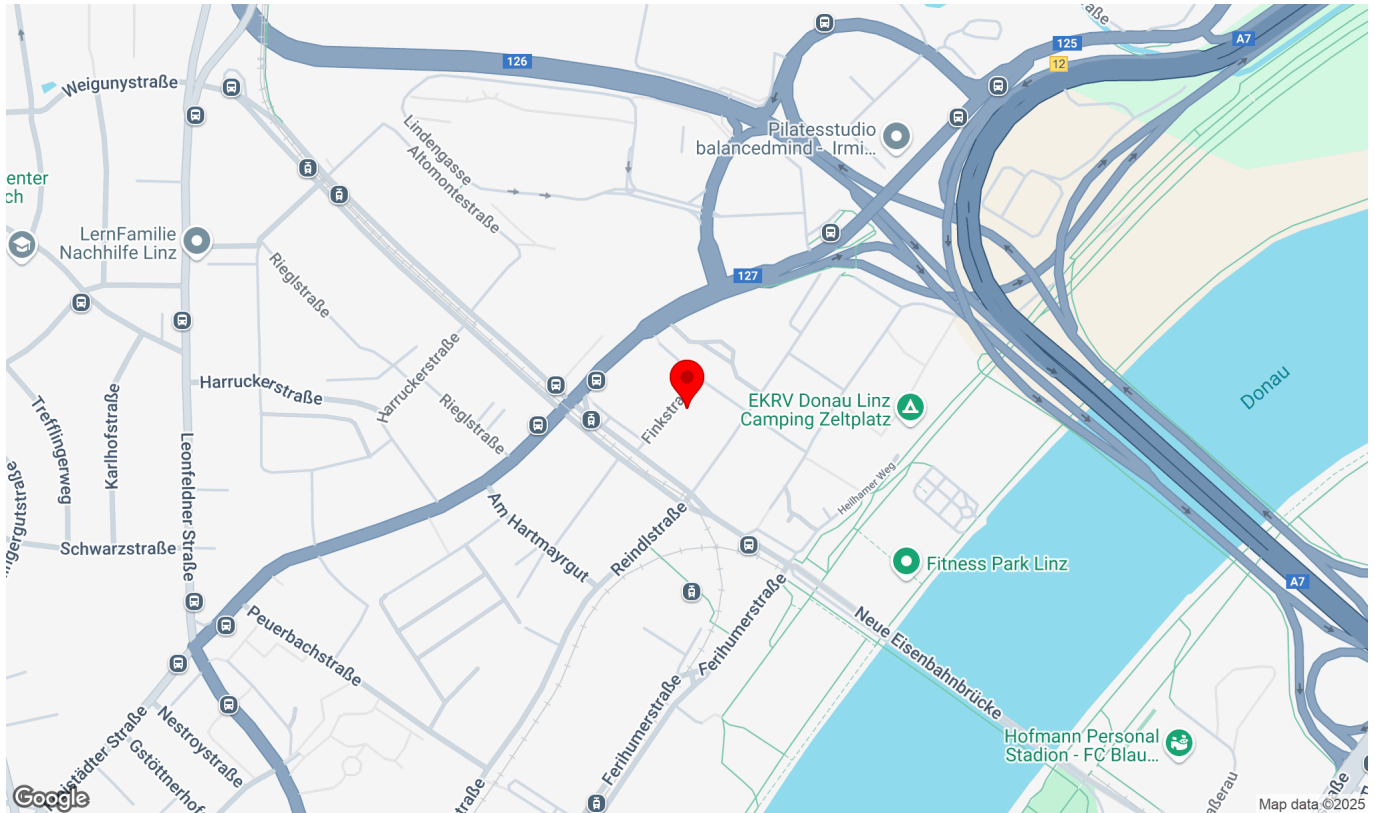 126
125
A7
12
Weigunystraße
Lindengasse
Altomontestraße
Pilatesstudio
balancedmind - Irmi...
enter
ch
LernFamilie
Nachhilfe Linz
Rieglstraße
127
Harruckerstraße
Harruckerstraße
Rieglstraße
Finkstraß
EKRV Donau Linz
Camping Zeltplatz
Donau
Trefflingerweg
Karlhofstraße
Leonfeldner Straße
Am Hartmayrgut
Reindlstraße
Heilhamer Weg
Schwarzstraße
Fitness Park Linz
A7
Peuerbachstraße
Ferihumerstraße
Neue Eisenbahnbrücke
Nestroystraße
Ferihumerstraße
Hofmann Personal
Stadion - FC Blau...
Gstöttnerhof
Google
Map data ©2025